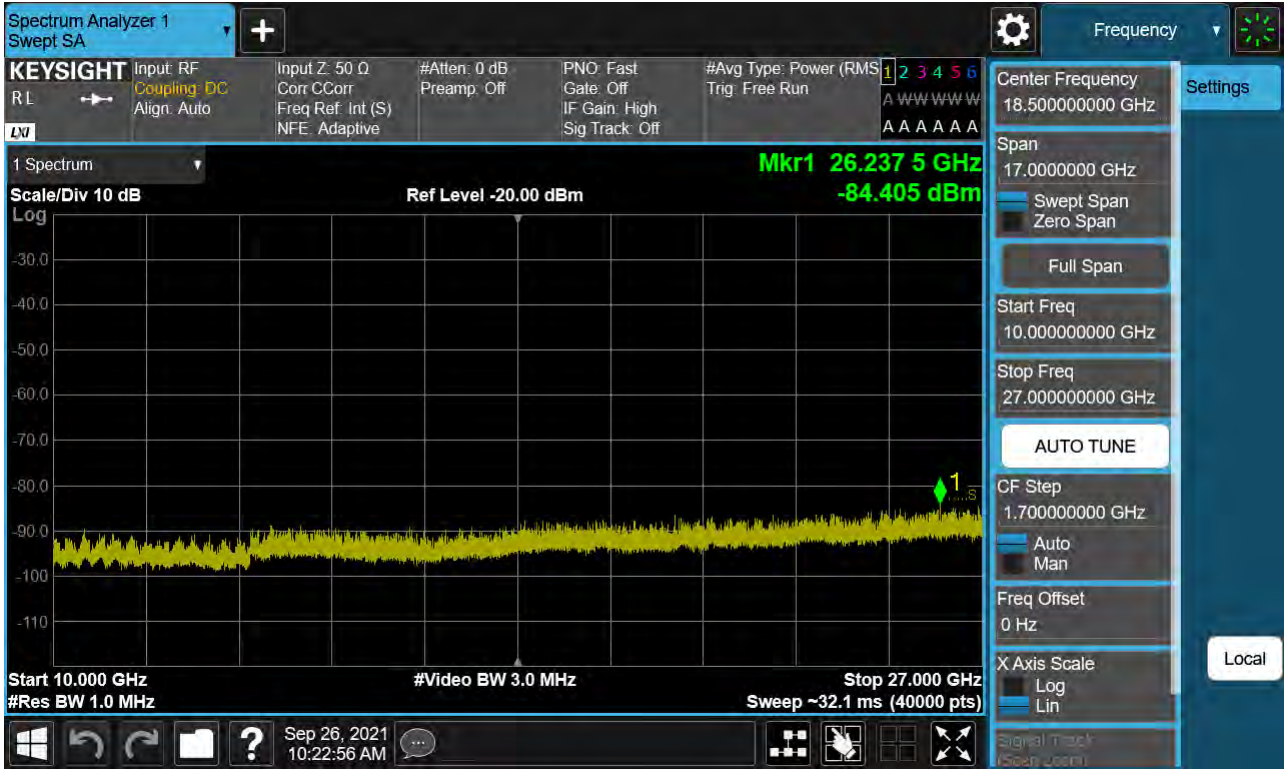 Spectrum Analyzer 1
Swept SA
Frequency
KEYSIGHT
R L
LXI
Input: RF
Coupling: DC
Align: Auto
Input Z: 50 Ω
Corr CCorr
Freq Ref: Int (S)
NFE: Adaptive
#Atten: 0 dB
Preamp: Off
PNO: Fast
Gate: Off
IF Gain: High
Sig Track: Off
#Avg Type: Power (RMS
Trig: Free Run
1 2 3 4 5 6
A W W W W W
A A A A A A
1 Spectrum
Scale/Div 10 dB
Log
Ref Level -20.00 dBm
Mkr1 26.237 5 GHz
-84.405 dBm
-30.0
-40.0
-50.0
-60.0
-70.0
-80.0
-90.0
-100
-110
1
Start 10.000 GHz
#Res BW 1.0 MHz
#Video BW 3.0 MHz
Stop 27.000 GHz
Sweep ~32.1 ms (40000 pts)
Sep 26, 2021
10:22:56 AM
?
Center Frequency
18.500000000 GHz
Span
17.0000000 GHz
Swept Span
Zero Span
Full Span
Start Freq
10.000000000 GHz
Stop Freq
27.000000000 GHz
AUTO TUNE
CF Step
1.700000000 GHz
Auto
Man
Freq Offset
0 Hz
X Axis Scale
Log
Lin
Signal Track
(Span Zoom)
Settings
Local